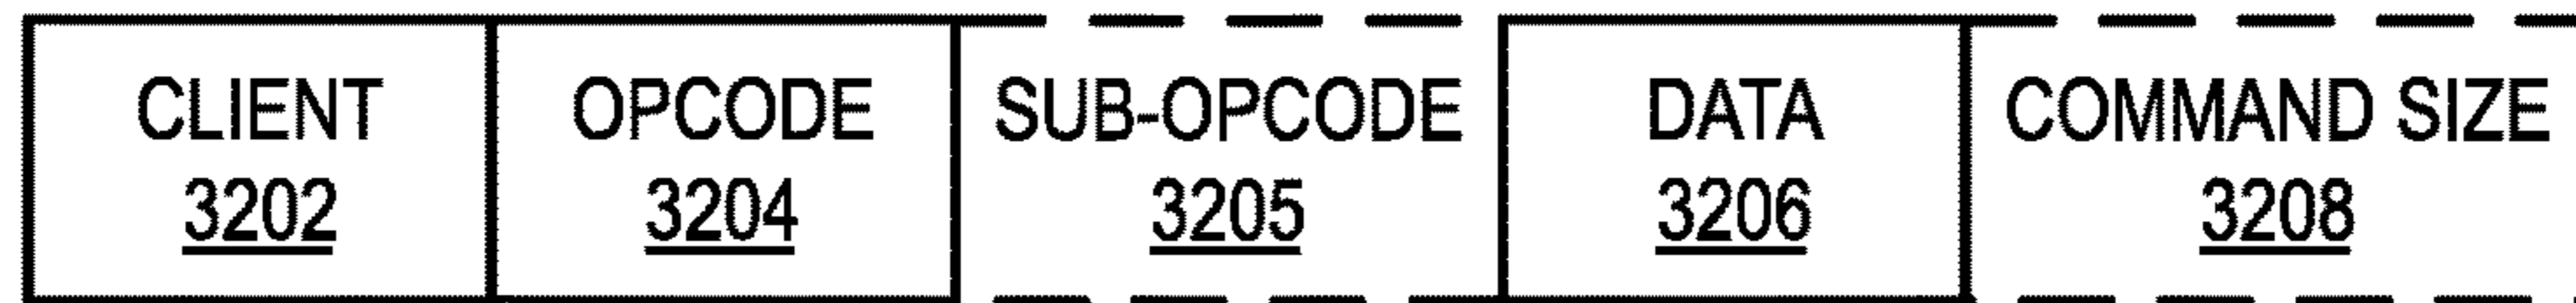 CLIENT
3202
OPCODE
3204
SUB-OPCODE
3205
DATA
3206
COMMAND SIZE
3208